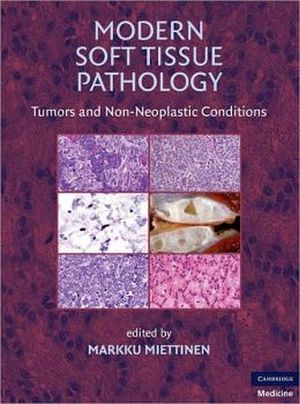 MODERN
SOFT TISSUE
PATHOLOGY
Tumors and Non-Neoplastic Conditions
edited by
MARKKU MIETTINEN
CAMBRIDGE
Medicine